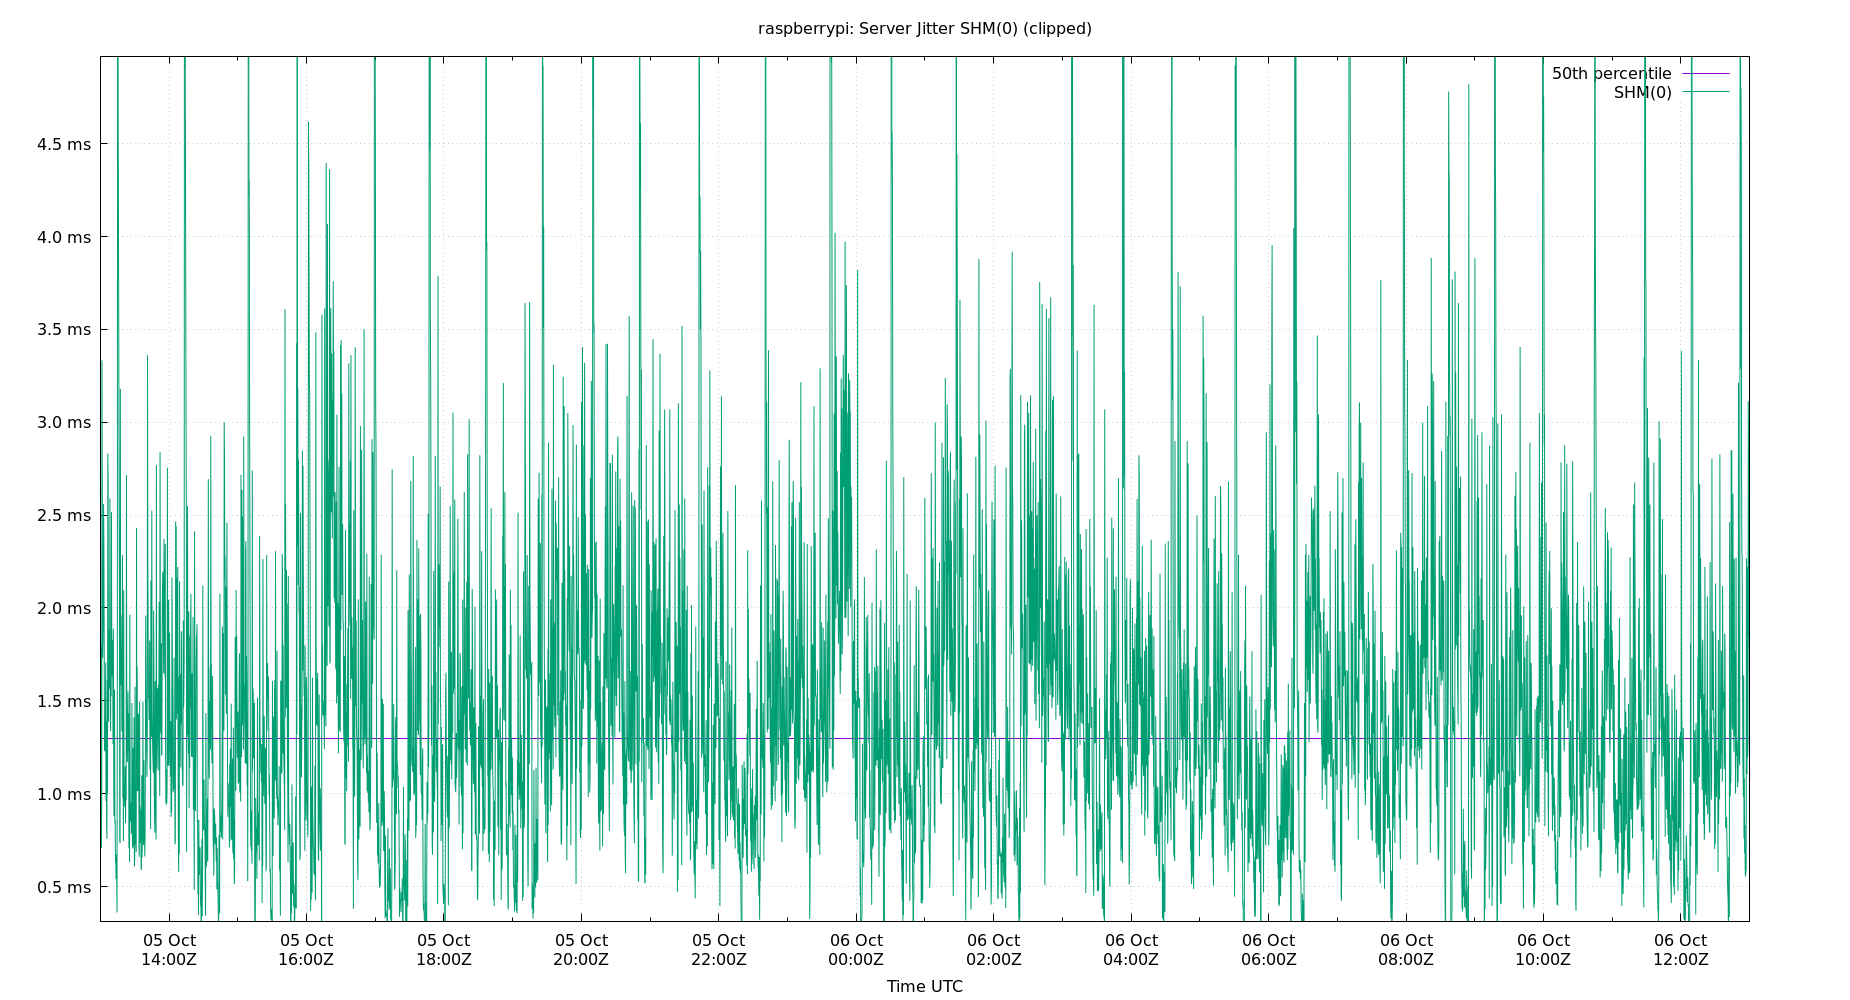 raspberrypi: Server Jitter SHM(0) (clipped)
50th percentile
SHM(0)
4.5 ms
4.0 ms
3.5 ms
3.0 ms
2.5 ms
2.0 ms
1.5 ms
1.0 ms
0.5 ms
05 Oct 05 Oct 05 Oct 05 Oct 05 Oct 06 Oct 06 Oct 06 Oct 06 Oct 06 Oct 06 Oct 06 Oct
14:00Z 16:00Z 18:00Z 20:00Z 22:00Z 00:00Z 02:00Z 04:00Z 06:00Z 08:00Z 10:00Z 12:00Z
Time UTC